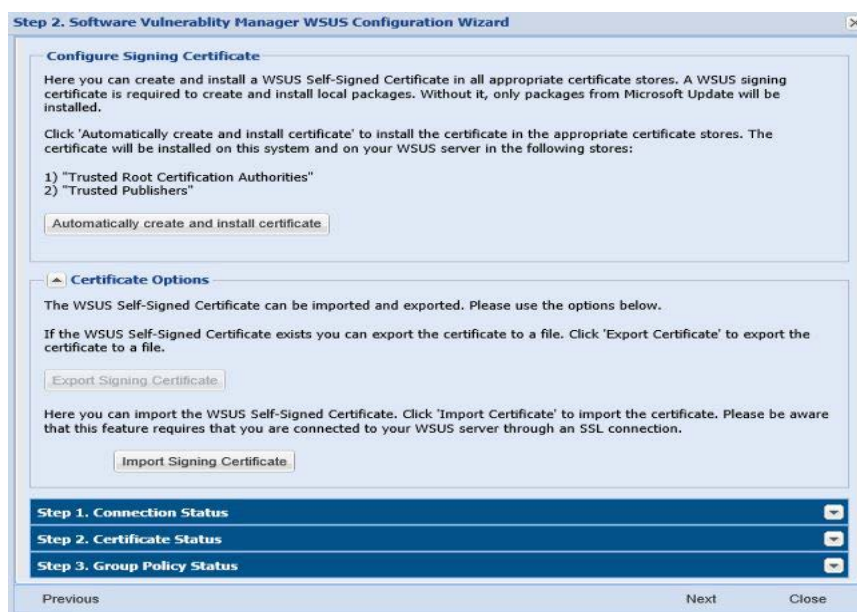 Step 2. Software Vulnerablity Manager WSUS Configuration Wizard
Configure Signing Certificate
Here you can create and install a WSUS Self-Signed Certificate in all appropriate certificate stores. A WSUS signing
certificate is required to create and install local packages. Without it, only packages from Microsoft Update will be
installed.
Click 'Automatically create and install certificate' to install the certificate in the appropriate certificate stores. The
certificate will be installed on this system and on your WSUS server in the following stores:
1) "Trusted Root Certification Authorities"
2) "Trusted Publishers"
Automatically create and install certificate
Certificate Options
The WSUS Self-Signed Certificate can be imported and exported. Please use the options below.
If the WSUS Self-Signed Certificate exists you can export the certificate to a file. Click 'Export Certificate' to export the
certificate to a file.
Export Signing Certificate
Here you can import the WSUS Self-Signed Certificate. Click 'Import Certificate' to import the certificate. Please be aware
that this feature requires that you are connected to your WSUS server through an SSL connection.
Import Signing Certificate
Step 1. Connection Status
Step 2. Certificate Status
Step 3. Group Policy Status
Previous Next Close